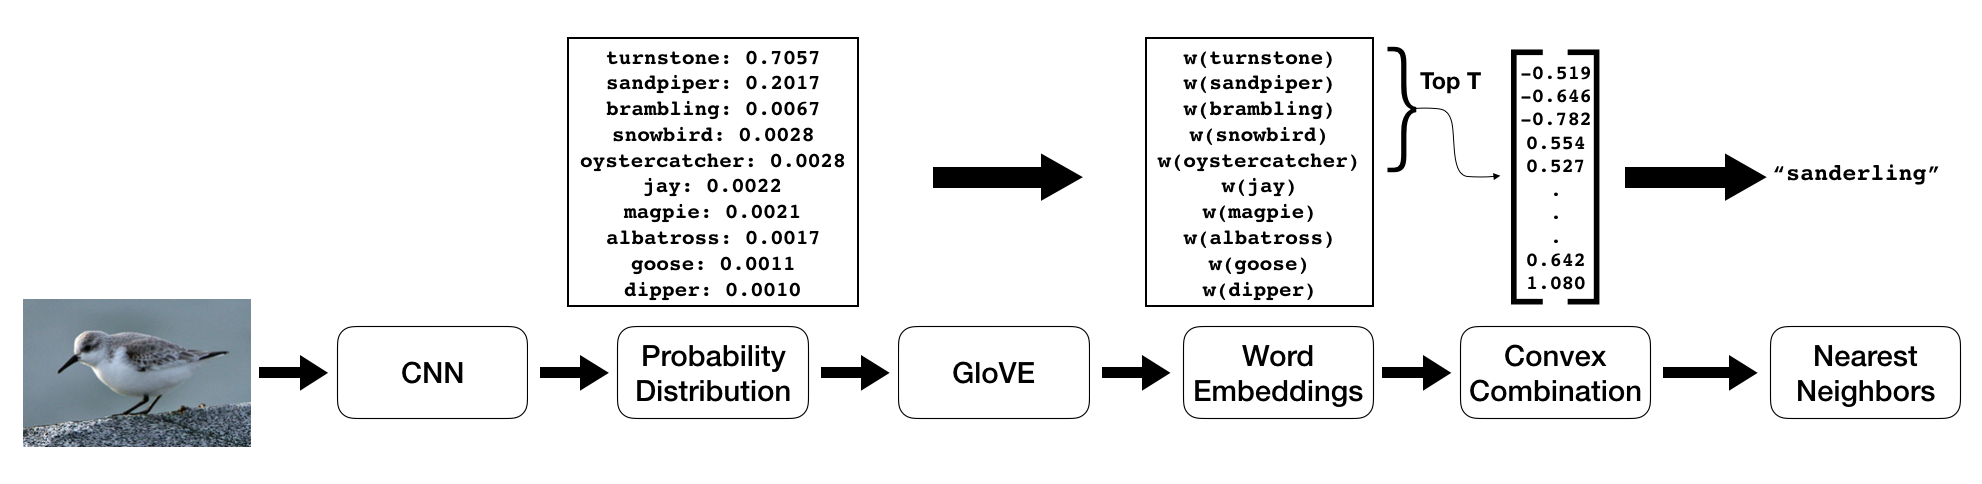 turnstone: 0.7057
sandpiper: 0.2017
brambling: 0.0067
snowbird: 0.0028
oystercatcher: 0.0028
jay: 0.0022
magpie: 0.0021
albatross: 0.0017
goose: 0.0011
dipper: 0.0010
w(turnstone)
w(sandpiper)
w(brambling)
w(snowbird)
w(oystercatcher)
w(jay)
w(magpie)
w(albatross)
w(goose)
w(dipper)
Top T
-0.519
-0.646
-0.782
0.554
0.527
.
.
.
0.642
1.080
“sanderling”
CNN
Probability
Distribution
GloVE
Word
Embeddings
Convex
Combination
Nearest
Neighbors